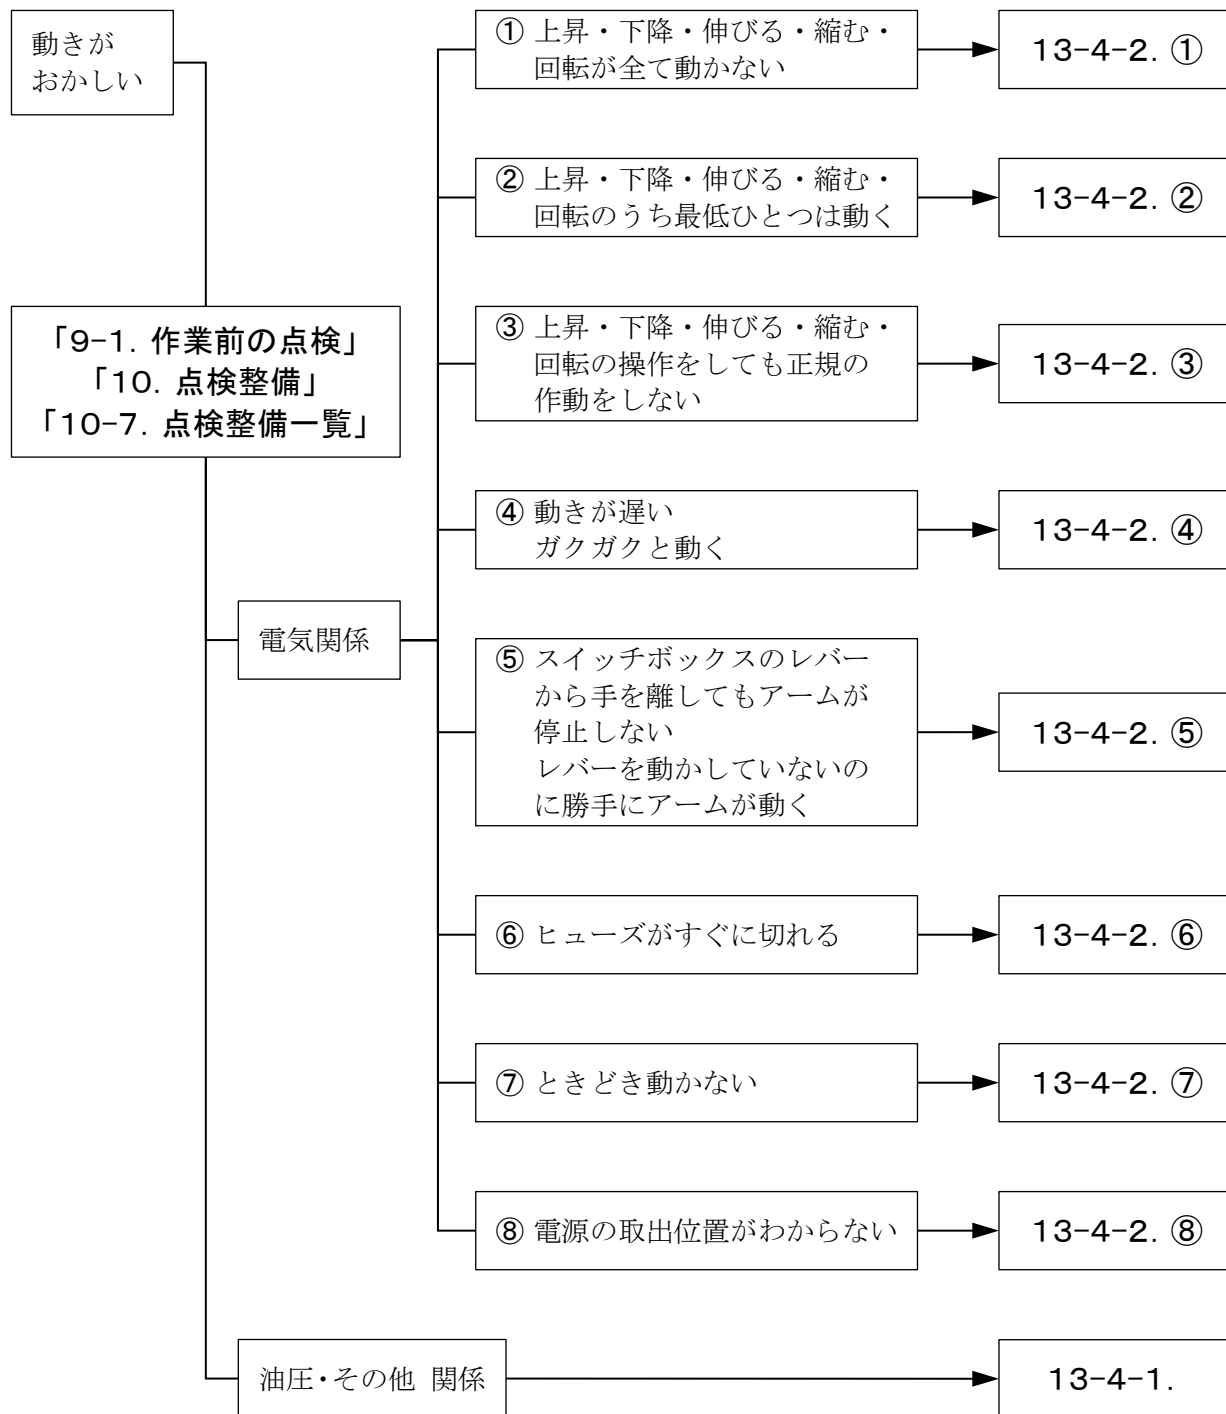 動きが
おかしい
「9-1. 作業前の点検」
「10. 点検整備」
「10-7. 点検整備一覧」
電気関係
① 上昇・下降・伸びる・縮む・
回転が全て動かない
13-4-2. ①
② 上昇・下降・伸びる・縮む・
回転のうち最低ひとつは動く
13-4-2. ②
③ 上昇・下降・伸びる・縮む・
回転の操作をしても正規の
作動をしない
13-4-2. ③
④ 動きが遅い
ガクガクと動く
13-4-2. ④
⑤ スイッチボックスのレバー
から手を離してもアームが
停止しない
レバーを動かしていないの
に勝手にアームが動く
13-4-2. ⑤
⑥ ヒューズがすぐに切れる
13-4-2. ⑥
⑦ ときどき動かない
13-4-2. ⑦
⑧ 電源の取出位置がわからない
13-4-2. ⑧
油圧・その他 関係
13-4-1.